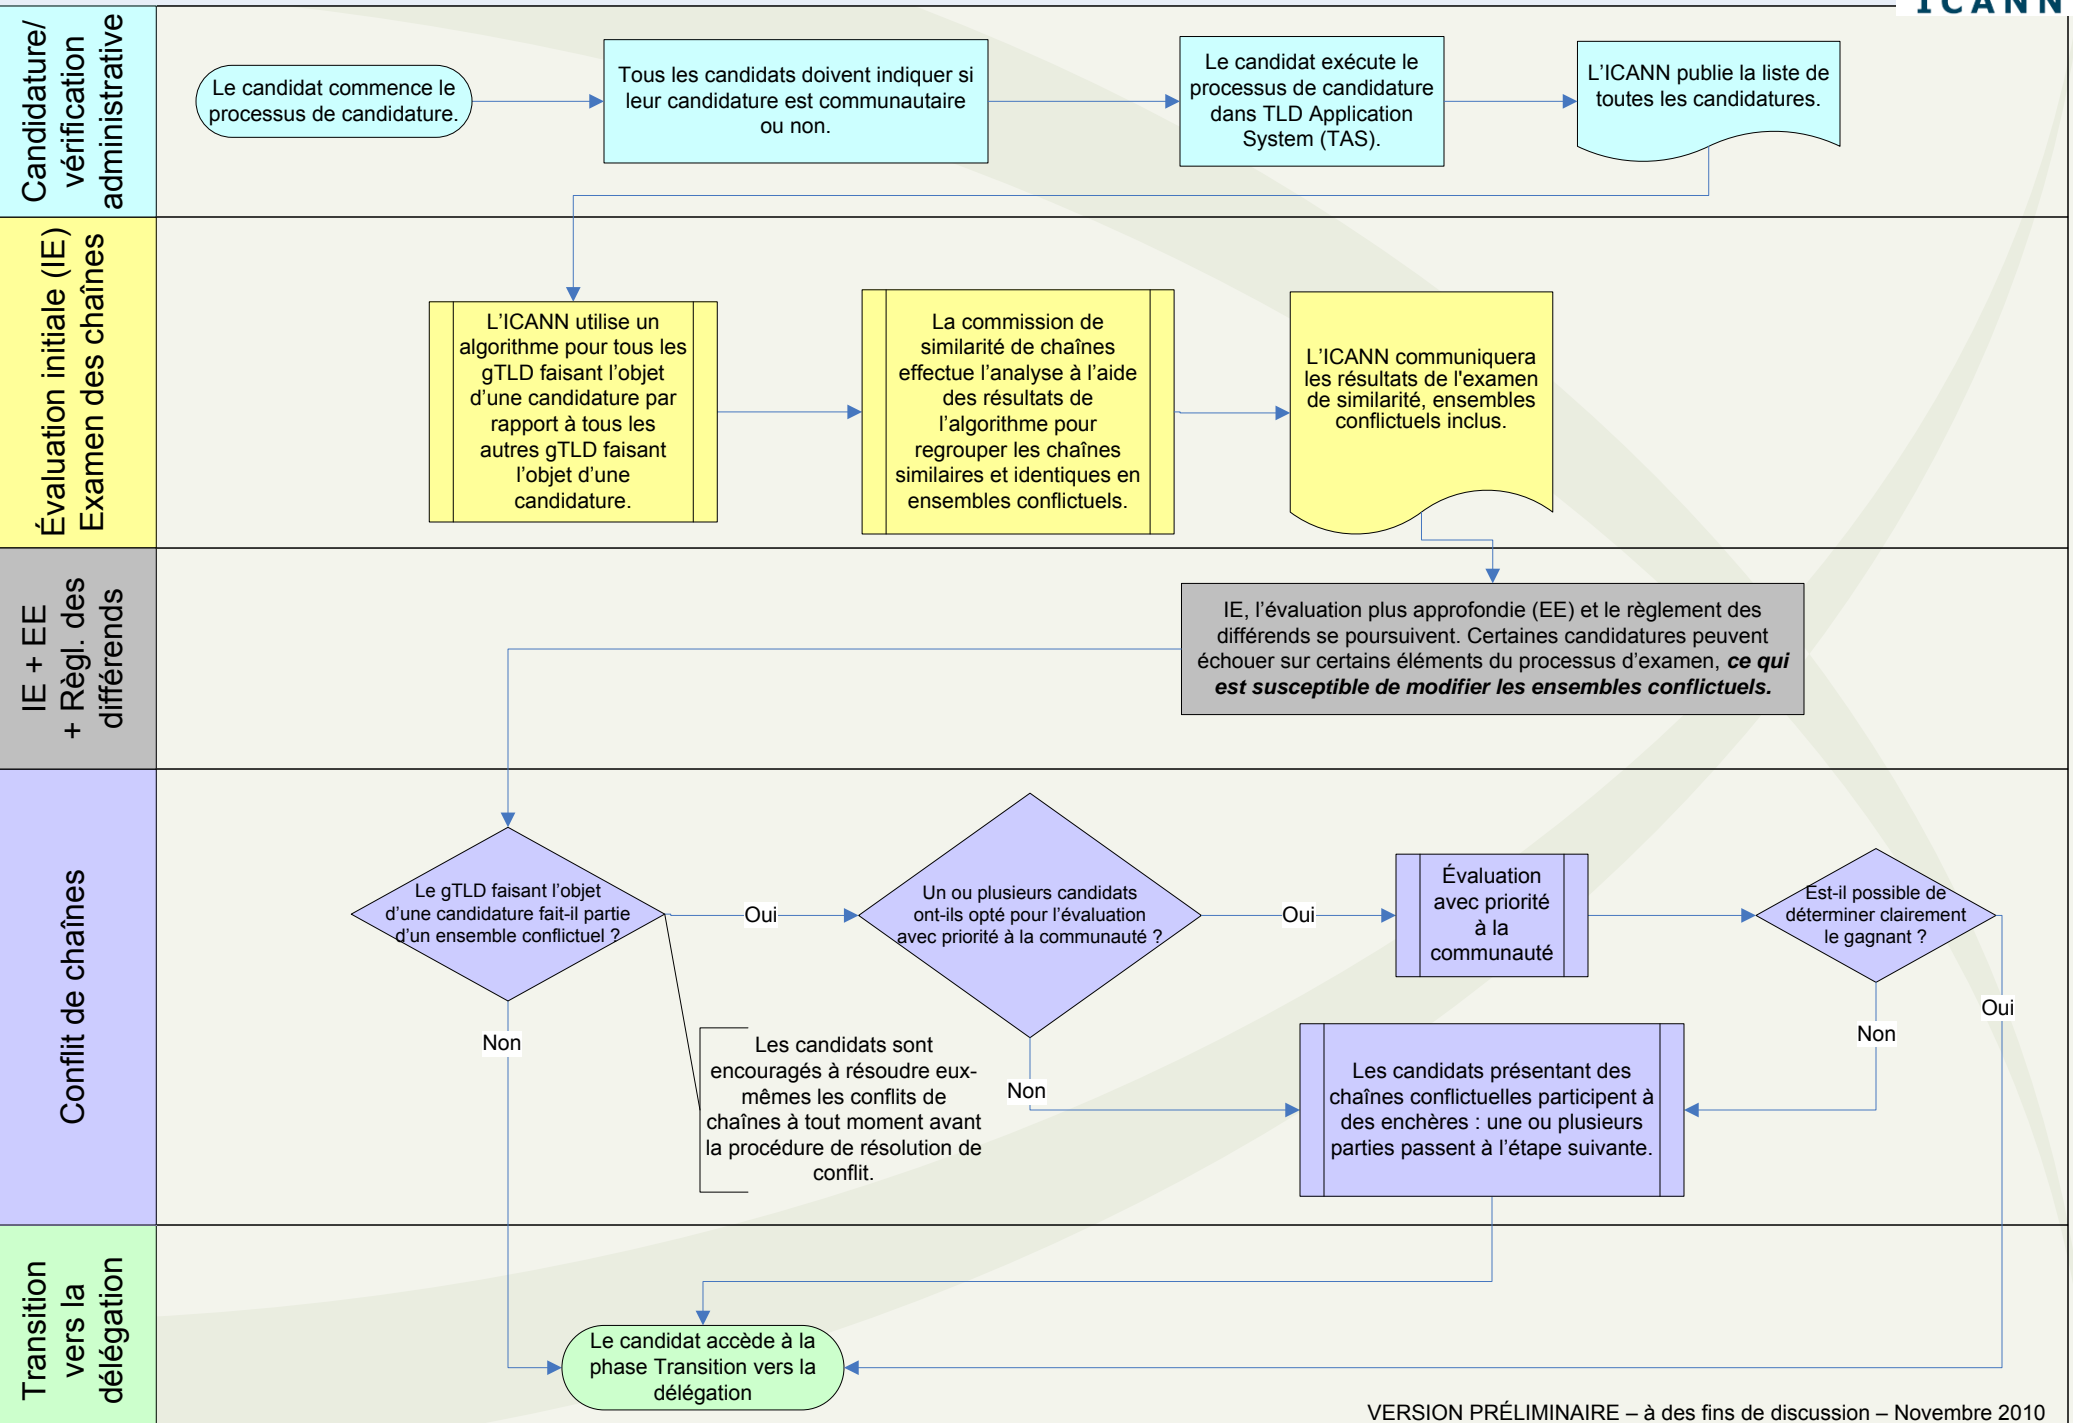 ICANN
Candidature/
vérification
administrative
Le candidat commence le
processus de candidature.
Tous les candidats doivent indiquer si
leur candidature est communautaire
ou non.
Le candidat exécute le
processus de candidature
dans TLD Application
System (TAS).
L’ICANN publie la liste de
toutes les candidatures.
Évaluation initiale (IE)
Examen des chaînes
L’ICANN utilise un
algorithme pour tous les
gTLD faisant l’objet
d’une candidature par
rapport à tous les
autres gTLD faisant
l’objet d’une
candidature.
La commission de
similarité de chaînes
effectue l’analyse à l’aide
des résultats de
l’algorithme pour
regrouper les chaînes
similaires et identiques en
ensembles conflictuels.
L’ICANN communiquera
les résultats de l'examen
de similarité, ensembles
conflictuels inclus.
IE + EE
+ Règl. des
différends
IE, l’évaluation plus approfondie (EE) et le règlement des
différends se poursuivent. Certaines candidatures peuvent
échouer sur certains éléments du processus d’examen, ce qui
est susceptible de modifier les ensembles conflictuels.
Conflit de chaînes
Le gTLD faisant l’objet
d’une candidature fait-il partie
d’un ensemble conflictuel ?
Oui
Un ou plusieurs candidats
ont-ils opté pour l’évaluation
avec priorité à la communauté ?
Oui
Évaluation
avec priorité
à la
communauté
Est-il possible de
déterminer clairement
le gagnant ?
Oui
Non
Non
Non
Les candidats sont
encouragés à résoudre eux-
mêmes les conflits de
chaînes à tout moment avant
la procédure de résolution de
conflit.
Les candidats présentant des
chaînes conflictuelles participent à
des enchères : une ou plusieurs
parties passent à l’étape suivante.
Transition
vers la
délégation
Le candidat accède à la
phase Transition vers la
délégation
VERSION PRÉLIMINAIRE – à des fins de discussion – Novembre 2010